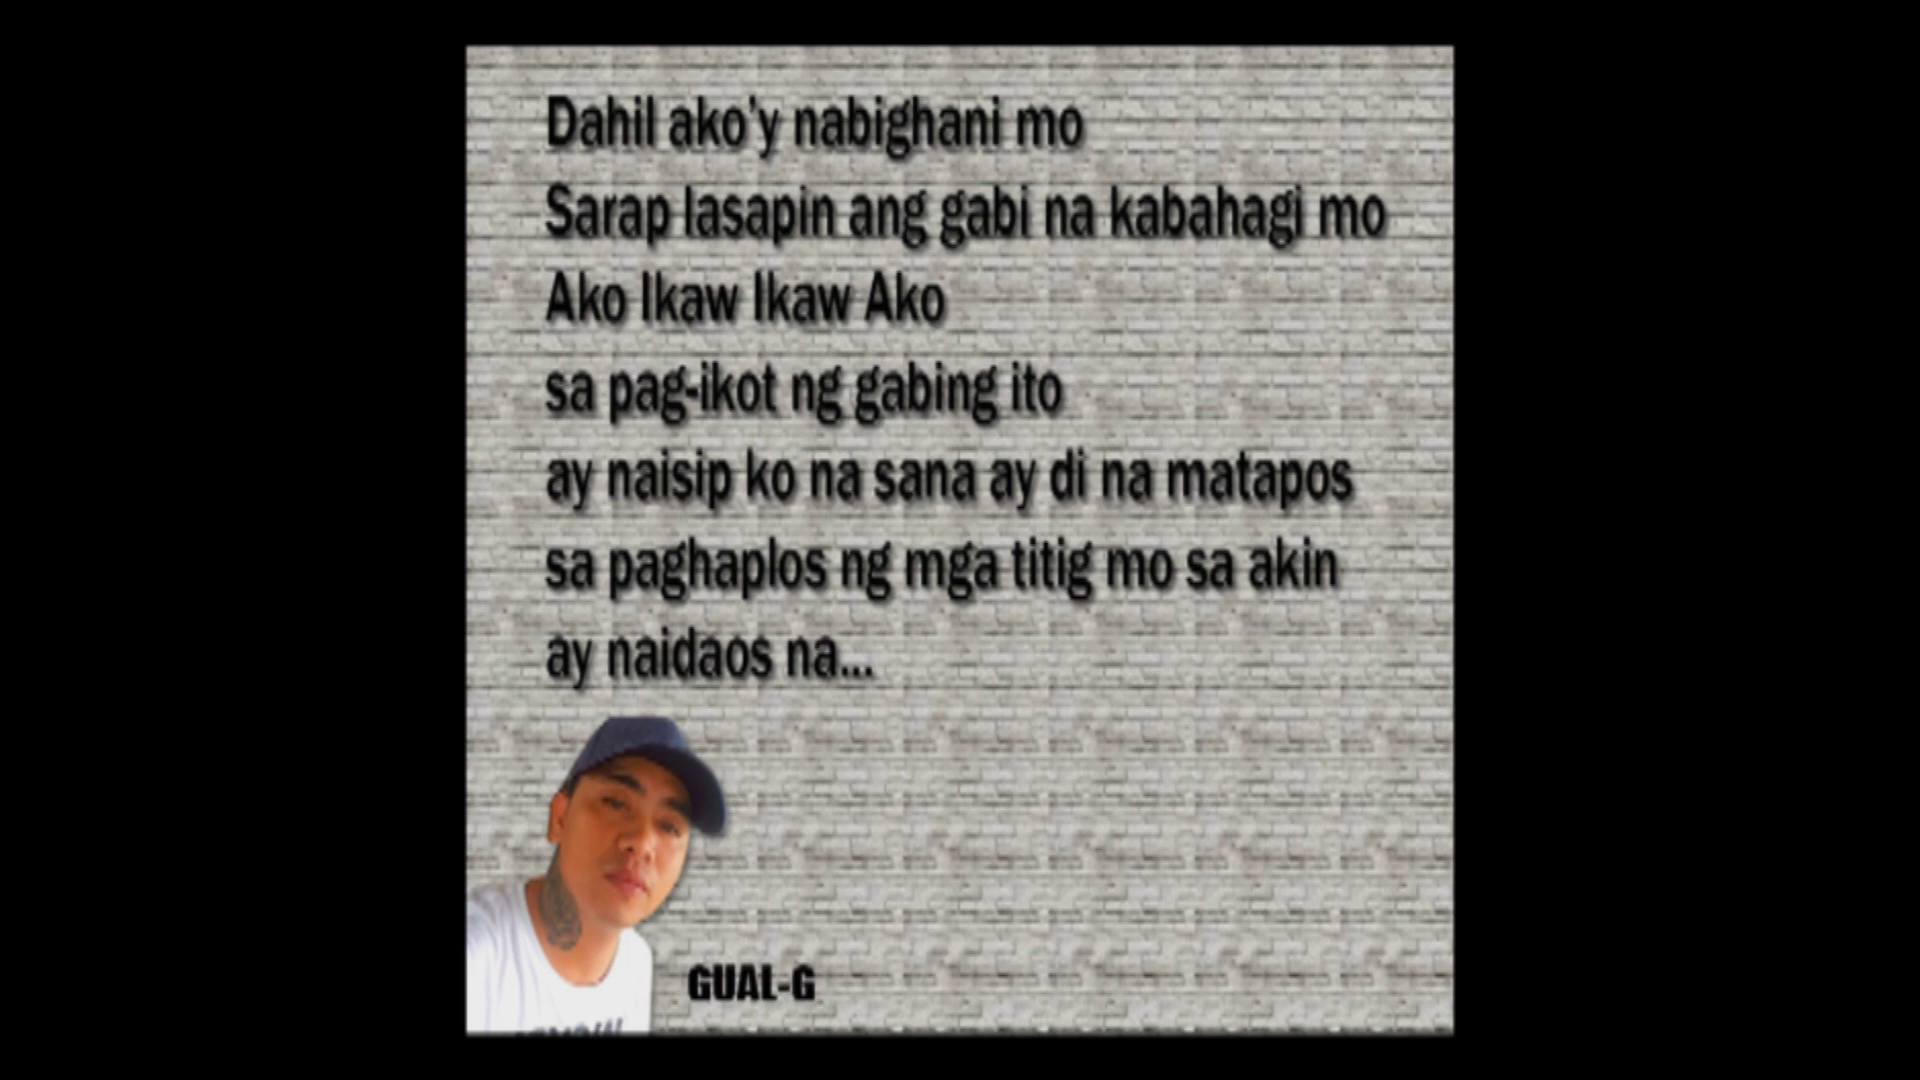 Dahil ako'y nabighani mo
Sarap lasapin ang gabi na kabahagi mo
Ako Ikaw Ikaw Ako
sa pag-ikot ng gabing ito
ay naisip ko na sana ay di na matapos
sa paghaplos ng mga titig mo sa akin
ay naidaos na...
GUAL-G